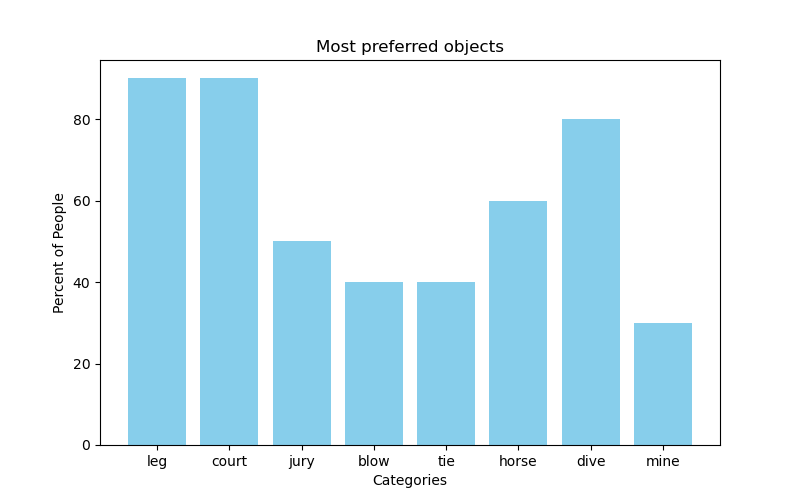 Most preferred objects
Percent of People
80
60
40
20
0
leg court jury blow tie horse dive mine
Categories